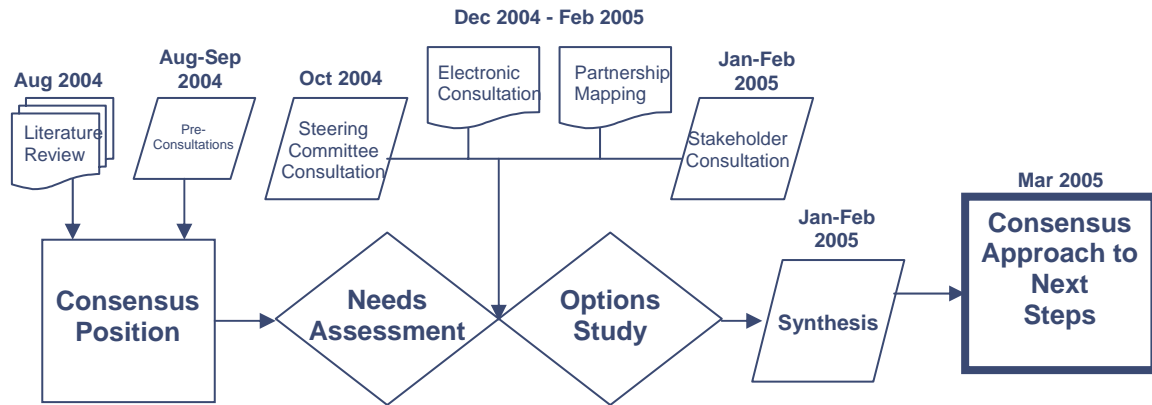 Dec 2004 - Feb 2005
Aug 2004
Literature
Review
Aug-Sep
2004
Pre-
Consultations
Oct 2004
Steering
Committee
Consultation
Electronic
Consultation
Partnership
Mapping
Jan-Feb
2005
Stakeholder
Consultation
Consensus
Position
Needs
Assessment
Options
Study
Jan-Feb
2005
Synthesis
Mar 2005
Consensus
Approach to
Next
Steps